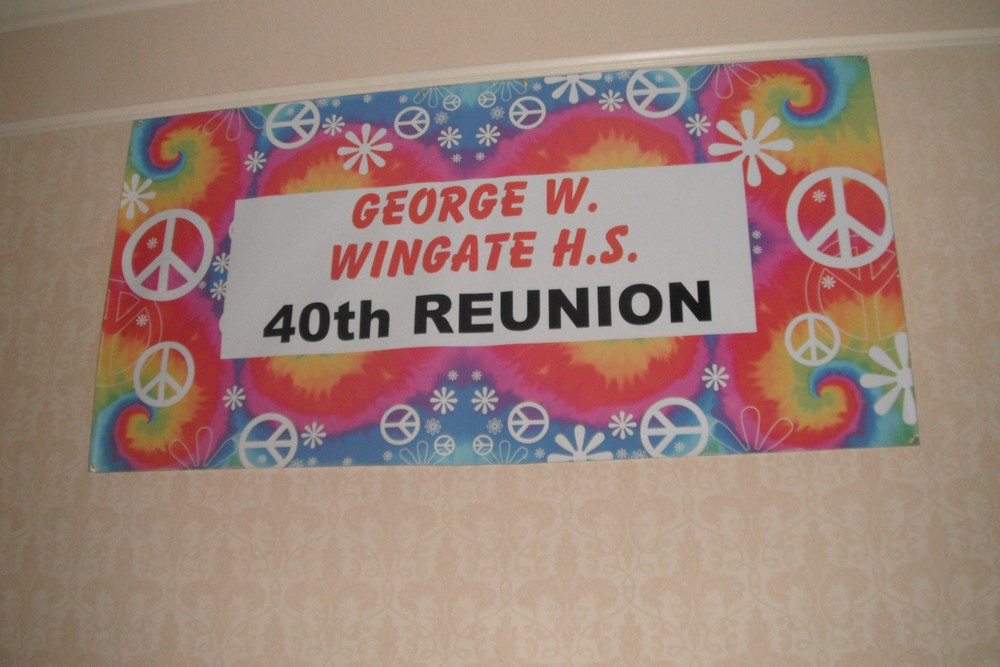 GEORGE W.
WINGATE H.S.
40th REUNION